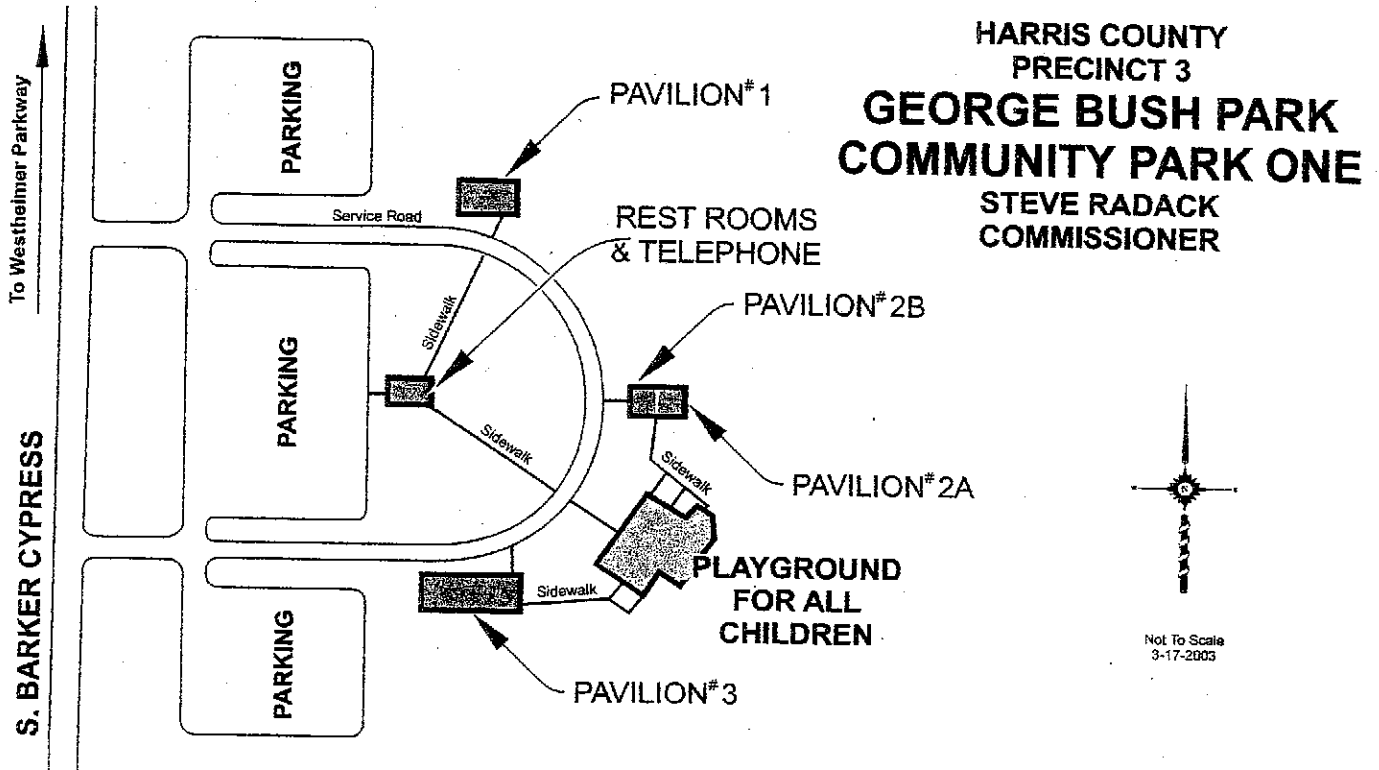 HARRIS COUNTY
PRECINCT 3
GEORGE BUSH PARK
COMMUNITY PARK ONE
STEVE RADACK
COMMISSIONER
To Westheimer Parkway
S. BARKER CYPRESS
PARKING
PARKING
PARKING
PAVILION#1
Service Road
REST ROOMS
& TELEPHONE
Sidewalk
PAVILION#2B
Sidewalk
Sidewalk
PAVILION#2A
PLAYGROUND
FOR ALL
CHILDREN
Sidewalk
PAVILION#3
N
Not To Scale
3-17-2003